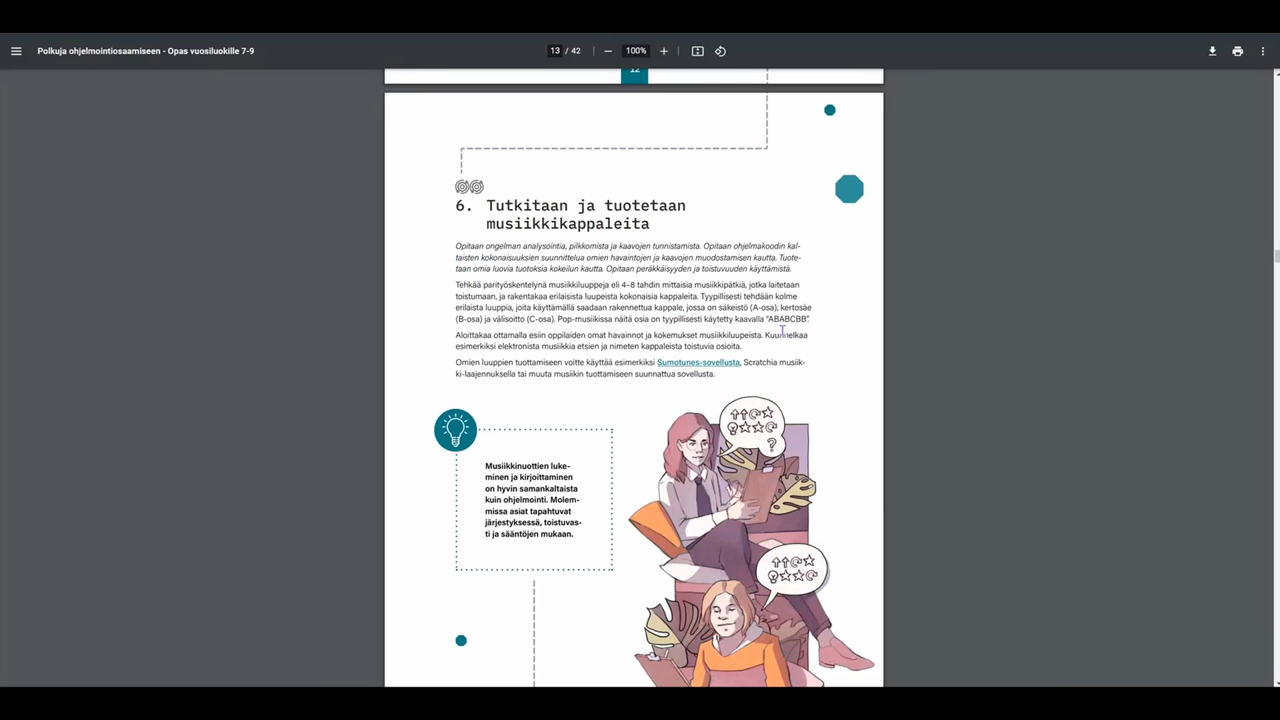 Polkuja ohjelmointiosaamiseen - Opas vuosiluokille 7-9
13 / 42
100%
12
6. Tutkitaan ja tuotetaan
musiikkikappaleita
Opitaan ongelman analysointia, pilkkomista ja kaavojen tunnistamista. Opitaan ohjelmakoodin kal-
taisten kokonaisuuksien suunnittelua omien havaintojen ja kaavojen muodostamisen kautta. Tuote-
taan omia luovia tuotoksia kokeilun kautta. Opitaan peräkkäisyyden ja toistuvuuden käyttämistä.
Tehkää parityöskentelynä musiikkiluuppeja eli 4–8 tahdin mittaisia musiikkipätkiä, jotka laitetaan
toistumaan, ja rakentakaa erilaisista luupeista kokonaisia kappaleita. Tyypillisesti tehdään kolme
erilaista luuppia, joita käyttämällä saadaan rakennettua kappale, jossa on säkeistö (A-osa), kertosäe
(B-osa) ja välisoitto (C-osa). Pop-musiikissa näitä osia on tyypillisesti käytetty kaavalla "ABABCBB".
Aloittakaa ottamalla esiin oppilaiden omat havainnot ja kokemukset musiikkiluupeista. Kuunnelkaa
esimerkiksi elektronista musiikkia etsien ja nimeten kappaleista toistuvia osioita.
Omien luuppien tuottamiseen voitte käyttää esimerkiksi Sumotunes-sovellusta, Scratchia musiik-
ki-laajennuksella tai muuta musiikin tuottamiseen suunnattua sovellusta.
Musiikkinuottien luke-
minen ja kirjoittaminen
on hyvin samankaltaista
kuin ohjelmointi. Molem-
missa asiat tapahtuvat
järjestyksessä, toistuvas-
ti ja sääntöjen mukaan.
?